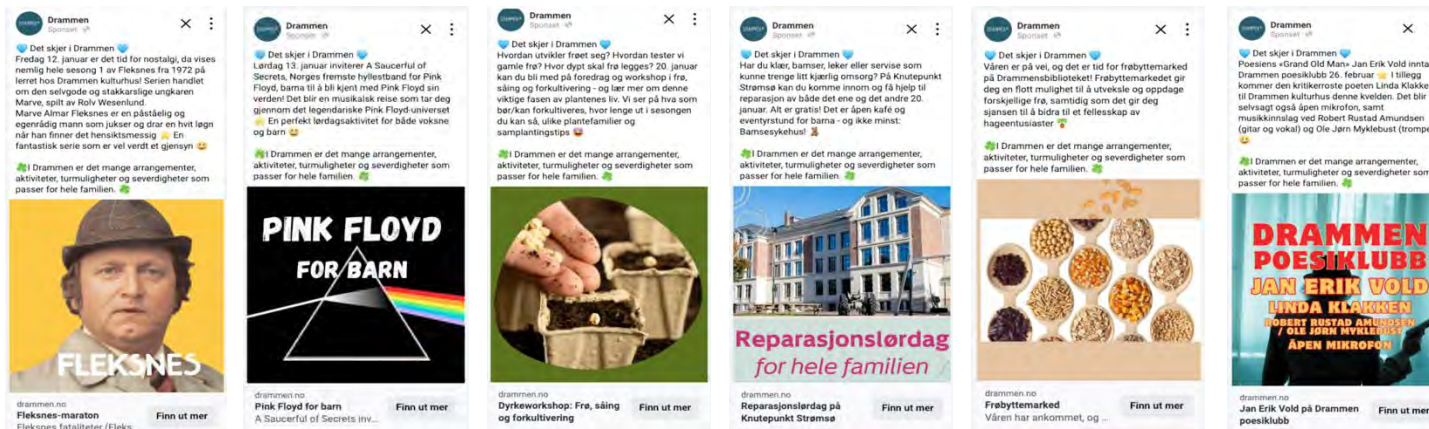 Drammen
Sponset
💙 Det skjer i Drammen 💙
Fredag 12. januar er det tid for nostalgi, da vises
nemlig hele sesong 1 av Fleksnes fra 1972 på
lerret hos Drammen kulturhus! Serien handlet
om den selvgode og stakkarslige ungkaren
Marve, spilt av Rolv Wesenlund.
Marve Almar Fleksnes er en påståelig og
egenrådig mann som jukser og drar en hvit løgn
når han finner det hensiktsmessig ⭐ En
fantastisk serie som er vel verdt et gjensyn 😄
🍀I Drammen er det mange arrangementer,
aktiviteter, turmuligheter og severdigheter som
passer for hele familien. 🍀
FLEKSNES
drammen.no
Fleksnes-maraton
Fleksnes fataliteter (Fleks
Finn ut mer
Drammen
Sponset
💙 Det skjer i Drammen 💙
Lørdag 13. januar inviterer A Saucerful of
Secrets, Norges fremste hyllestband for Pink
Floyd, barna til å bli kjent med Pink Floyd sin
verden! Det blir en musikalsk reise som tar deg
gjennom det legendariske Pink Floyd-universet
⭐ En perfekt lørdagsaktivitet for både voksne
og barn 😄
🍀I Drammen er det mange arrangementer,
aktiviteter, turmuligheter og severdigheter som
passer for hele familien. 🍀
PINK FLOYD
FOR BARN
drammen.no
Pink Floyd for barn
A Saucerful of Secrets inv...
Finn ut mer
Drammen
Sponset
💙 Det skjer i Drammen 💙
Hvordan utvikler frøet seg? Hvordan tester vi
gamle frø? Hvor dypt skal frø legges? 20. januar
kan du bli med på foredrag og workshop i frø,
såing og forkultivering - og lær mer om denne
viktige fasen av plantenes liv. Vi ser på hva som
bør/kan forkultiveres, hvor lenge ut i sesongen
du kan så, ulike plantefamilier og
samplantingstips
🍀I Drammen er det mange arrangementer,
aktiviteter, turmuligheter og severdigheter som
passer for hele familien. 🍀
drammen.no
Dyrkeworkshop: Frø, såing
og forkultivering
Finn ut mer
Drammen
Sponset
💙 Det skjer i Drammen 💙
Har du klær, bamser, leker eller servise som
kunne trenge litt kjærlig omsorg? På Knutepunkt
Strømsø kan du komme innom og få hjelp til
reparasjon av både det ene og det andre 20.
januar. Alt er gratis! Det er åpen kafé og
eventyrstund for barna - og ikke minst:
Bamsesykehus! 🧸
🍀I Drammen er det mange arrangementer,
aktiviteter, turmuligheter og severdigheter som
passer for hele familien. 🍀
Reparasjonslørdag
for hele familien
drammen.no
Reparasjonslørdag på
Knutepunkt Strømsø
Finn ut mer
Drammen
Sponset
💙 Det skjer i Drammen 💙
Våren er på vei, og det er tid for frøbyttemarked
på Drammensbiblioteket! Frøbyttemarkedet gir
deg en flott mulighet til å utveksle og oppdage
forskjellige frø, samtidig som det gir deg
sjansen til å bidra til et fellesskap av
hageentusiaster
🍀I Drammen er det mange arrangementer,
aktiviteter, turmuligheter og severdigheter som
passer for hele familien. 🍀
drammen.no
Frøbyttemarked
Våren har ankommet, og ...
Finn ut mer
Drammen
Sponset
💙 Det skjer i Drammen 💙
Poesiens «Grand Old Man» Jan Erik Vold innta
Drammen poesiklubb 26. februar ⭐ I tillegg
kommer den kritikerroste poeten Linda Klakke
til Drammen kulturhus denne kvelden. Det blir
selvsagt også åpen mikrofon, samt
musikkinnslag ved Robert Rustad Amundsen
(gitar og vokal) og Ole Jørn Myklebust (trompe
😄
🍀I Drammen er det mange arrangementer,
aktiviteter, turmuligheter og severdigheter som
passer for hele familien. 🍀
DRAMMEN
POESIKLUBB
JAN ERIK VOLD
LINDA KLAKKEN
ROBERT RUSTAD AMUNDSEN
/ OLE JØRN MYKLEBUST
ÅPEN MIKROFON
drammen.no
Jan Erik Vold på Drammen
poesiklubb
Finn ut mer